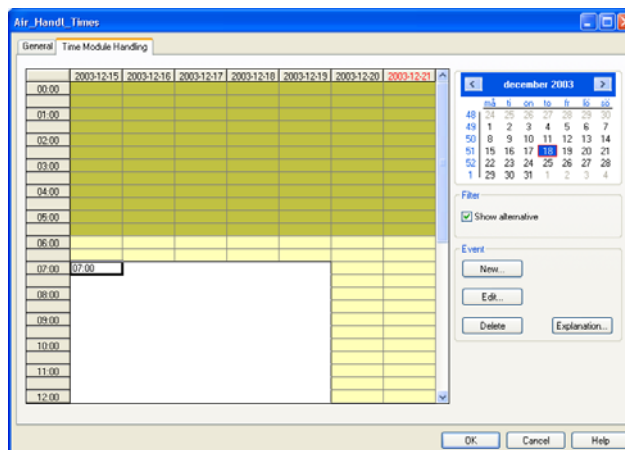 Air_Handl_Times
General Time Module Handling
2003-12-15 2003-12-16 2003-12-17 2003-12-18 2003-12-19 2003-12-20 2003-12-21
00:00
01:00
02:00
03:00
04:00
05:00
06:00
07:00 07:00
08:00
09:00
10:00
11:00
12:00
december 2003
må ti on to fr lö sö
48 24 25 26 27 28 29 30
49 1 2 3 4 5 6 7
50 8 9 10 11 12 13 14
51 15 16 17 18 19 20 21
52 22 23 24 25 26 27 28
1 29 30 31 1 2 3 4
Filter
Show alternative
Event
New...
Edit...
Delete Explanation...
OK Cancel Help